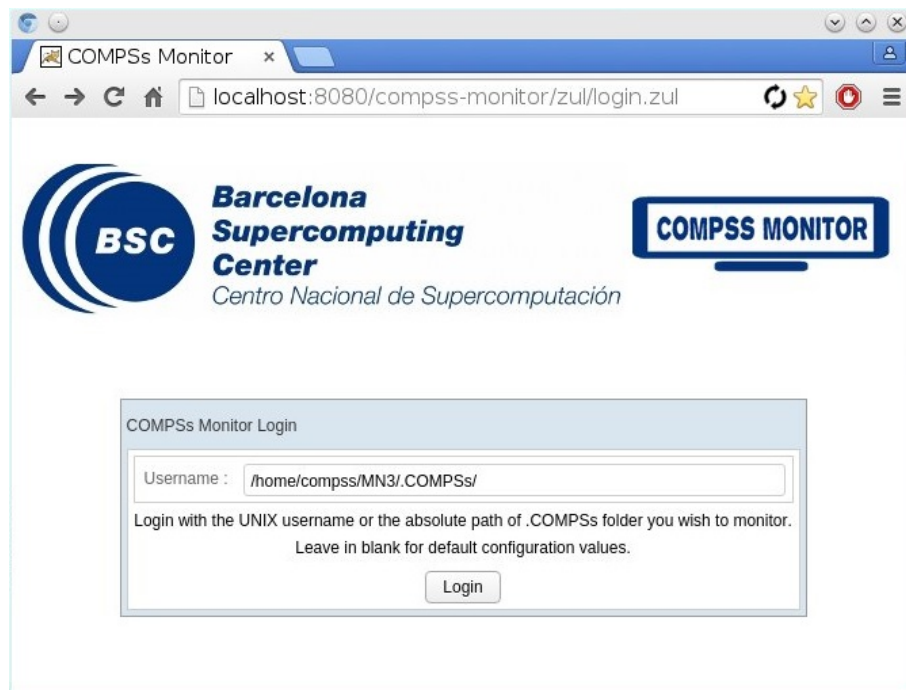 COMPSs Monitor
localhost:8080/compss-monitor/zul/login.zul
BSC
Barcelona
Supercomputing
Center
Centro Nacional de Supercomputación
COMPSS MONITOR
COMPSs Monitor Login
Username : /home/compss/MN3/.COMPSs/
Login with the UNIX username or the absolute path of .COMPSs folder you wish to monitor.
Leave in blank for default configuration values.
Login